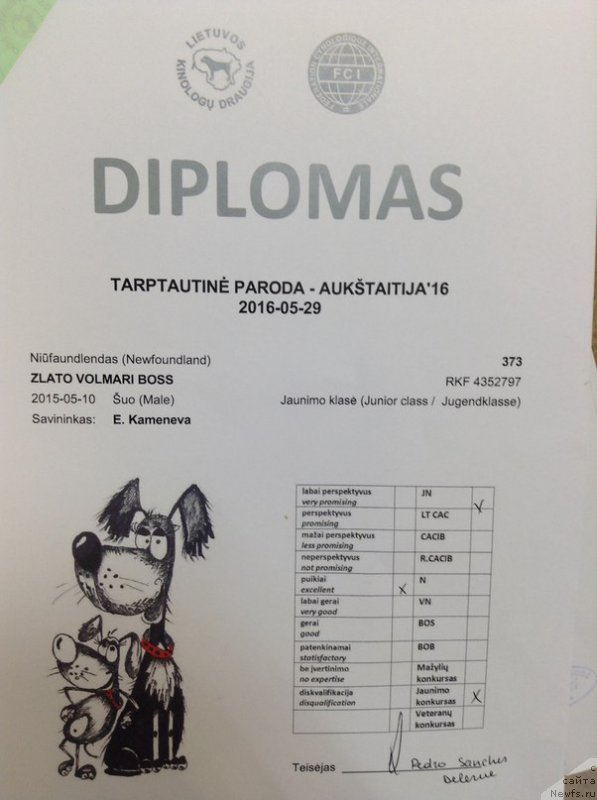 LIETUVOS
KINOLOGŲ DRAUGIJA
FEDERATION CYNOLOGIQUE INTERNATIONALE
FCI
DIPLOMAS
TARPTAUTINĖ PARODA - AUKŠTAITIJA'16
2016-05-29
Niūfaundlendas (Newfoundland) 373
ZLATO VOLMARI BOSS RKF 4352797
2015-05-10 Šuo (Male) Jaunimo klasė (Junior class / Jugendklasse)
Savininkas: E. Kameneva
labai perspektyvus JN
very promising V
perspektyvus LT CAC
promising
mažai perspektyvus CACIB
less promising
neperspektyvus R.CACIB
not promising
puikiai N
excellent X
labai gerai VN
very good
gerai BOS
good
patenkinamai BOB
statisfactory
be įvertinimo Mažylių
no expertise konkursas
diskvalifikacija Jaunimo X
disqualification konkursas
Veteranų
konkursas
Teisėjas Pedro Sanches
Delerue
с
сайта
Newfs.ru